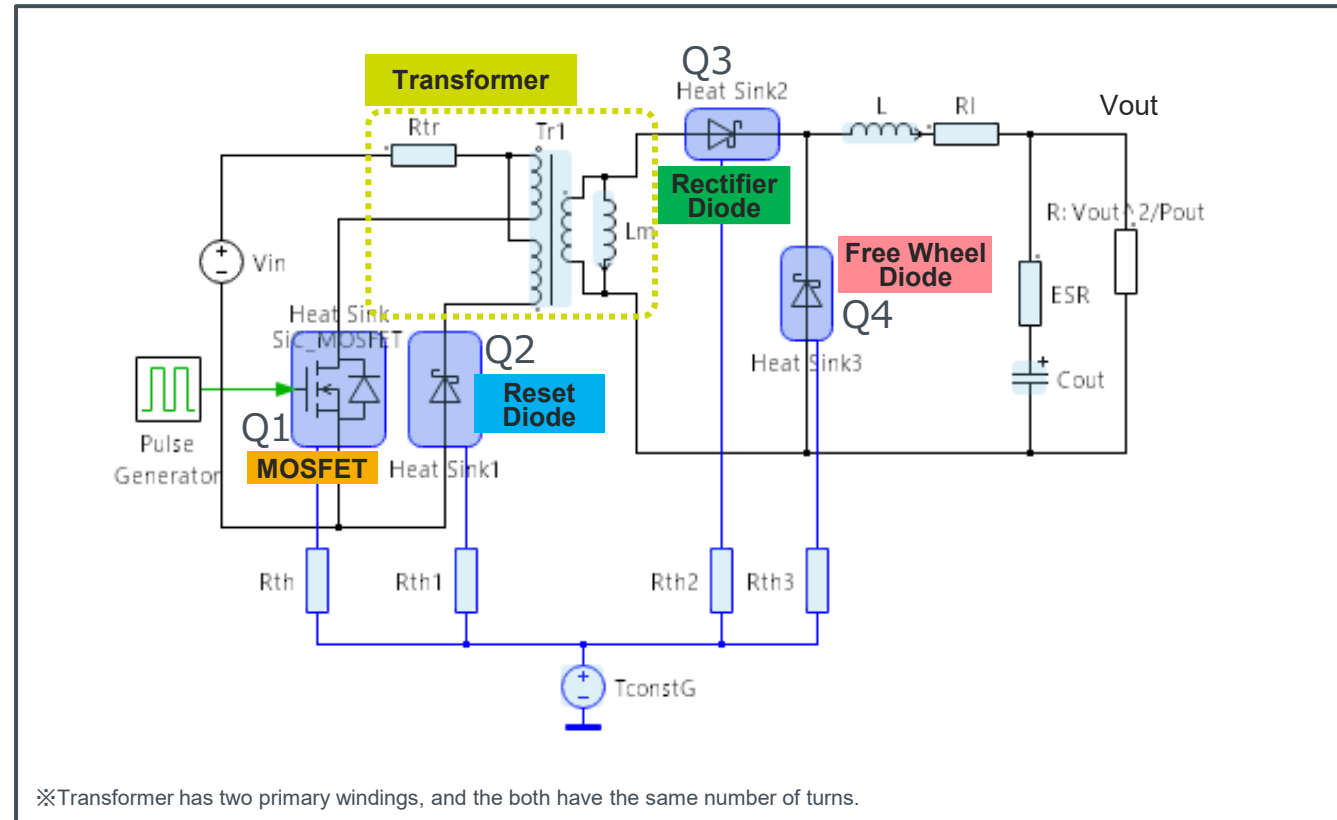 Transformer
Q3
Heat Sink2
Rtr
Tr1
L
Rl
Vout
Rectifier
Diode
Lm
R: Vout^2/Pout
Vin
Free Wheel
Diode
ESR
Heat Sink
SiC_MOSFET
Q2
Q4
Heat Sink3
Reset
Diode
Cout
Pulse
Generator
Q1
MOSFET
Heat Sink1
Rth
Rth1
Rth2
Rth3
TconstG
※Transformer has two primary windings, and the both have the same number of turns.